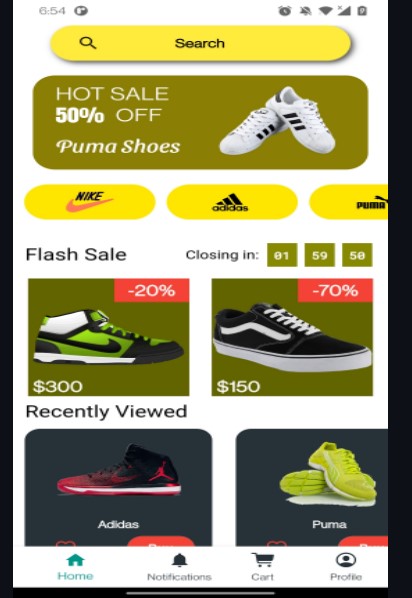 6:54
Search
HOT SALE
50% OFF
Puma Shoes
NIKE
adidas
PUMA
Flash Sale
Closing in: 01 59 50
-20%
-70%
$300
$150
Recently Viewed
Adidas
Puma
Home
Notifications
Cart
Profile